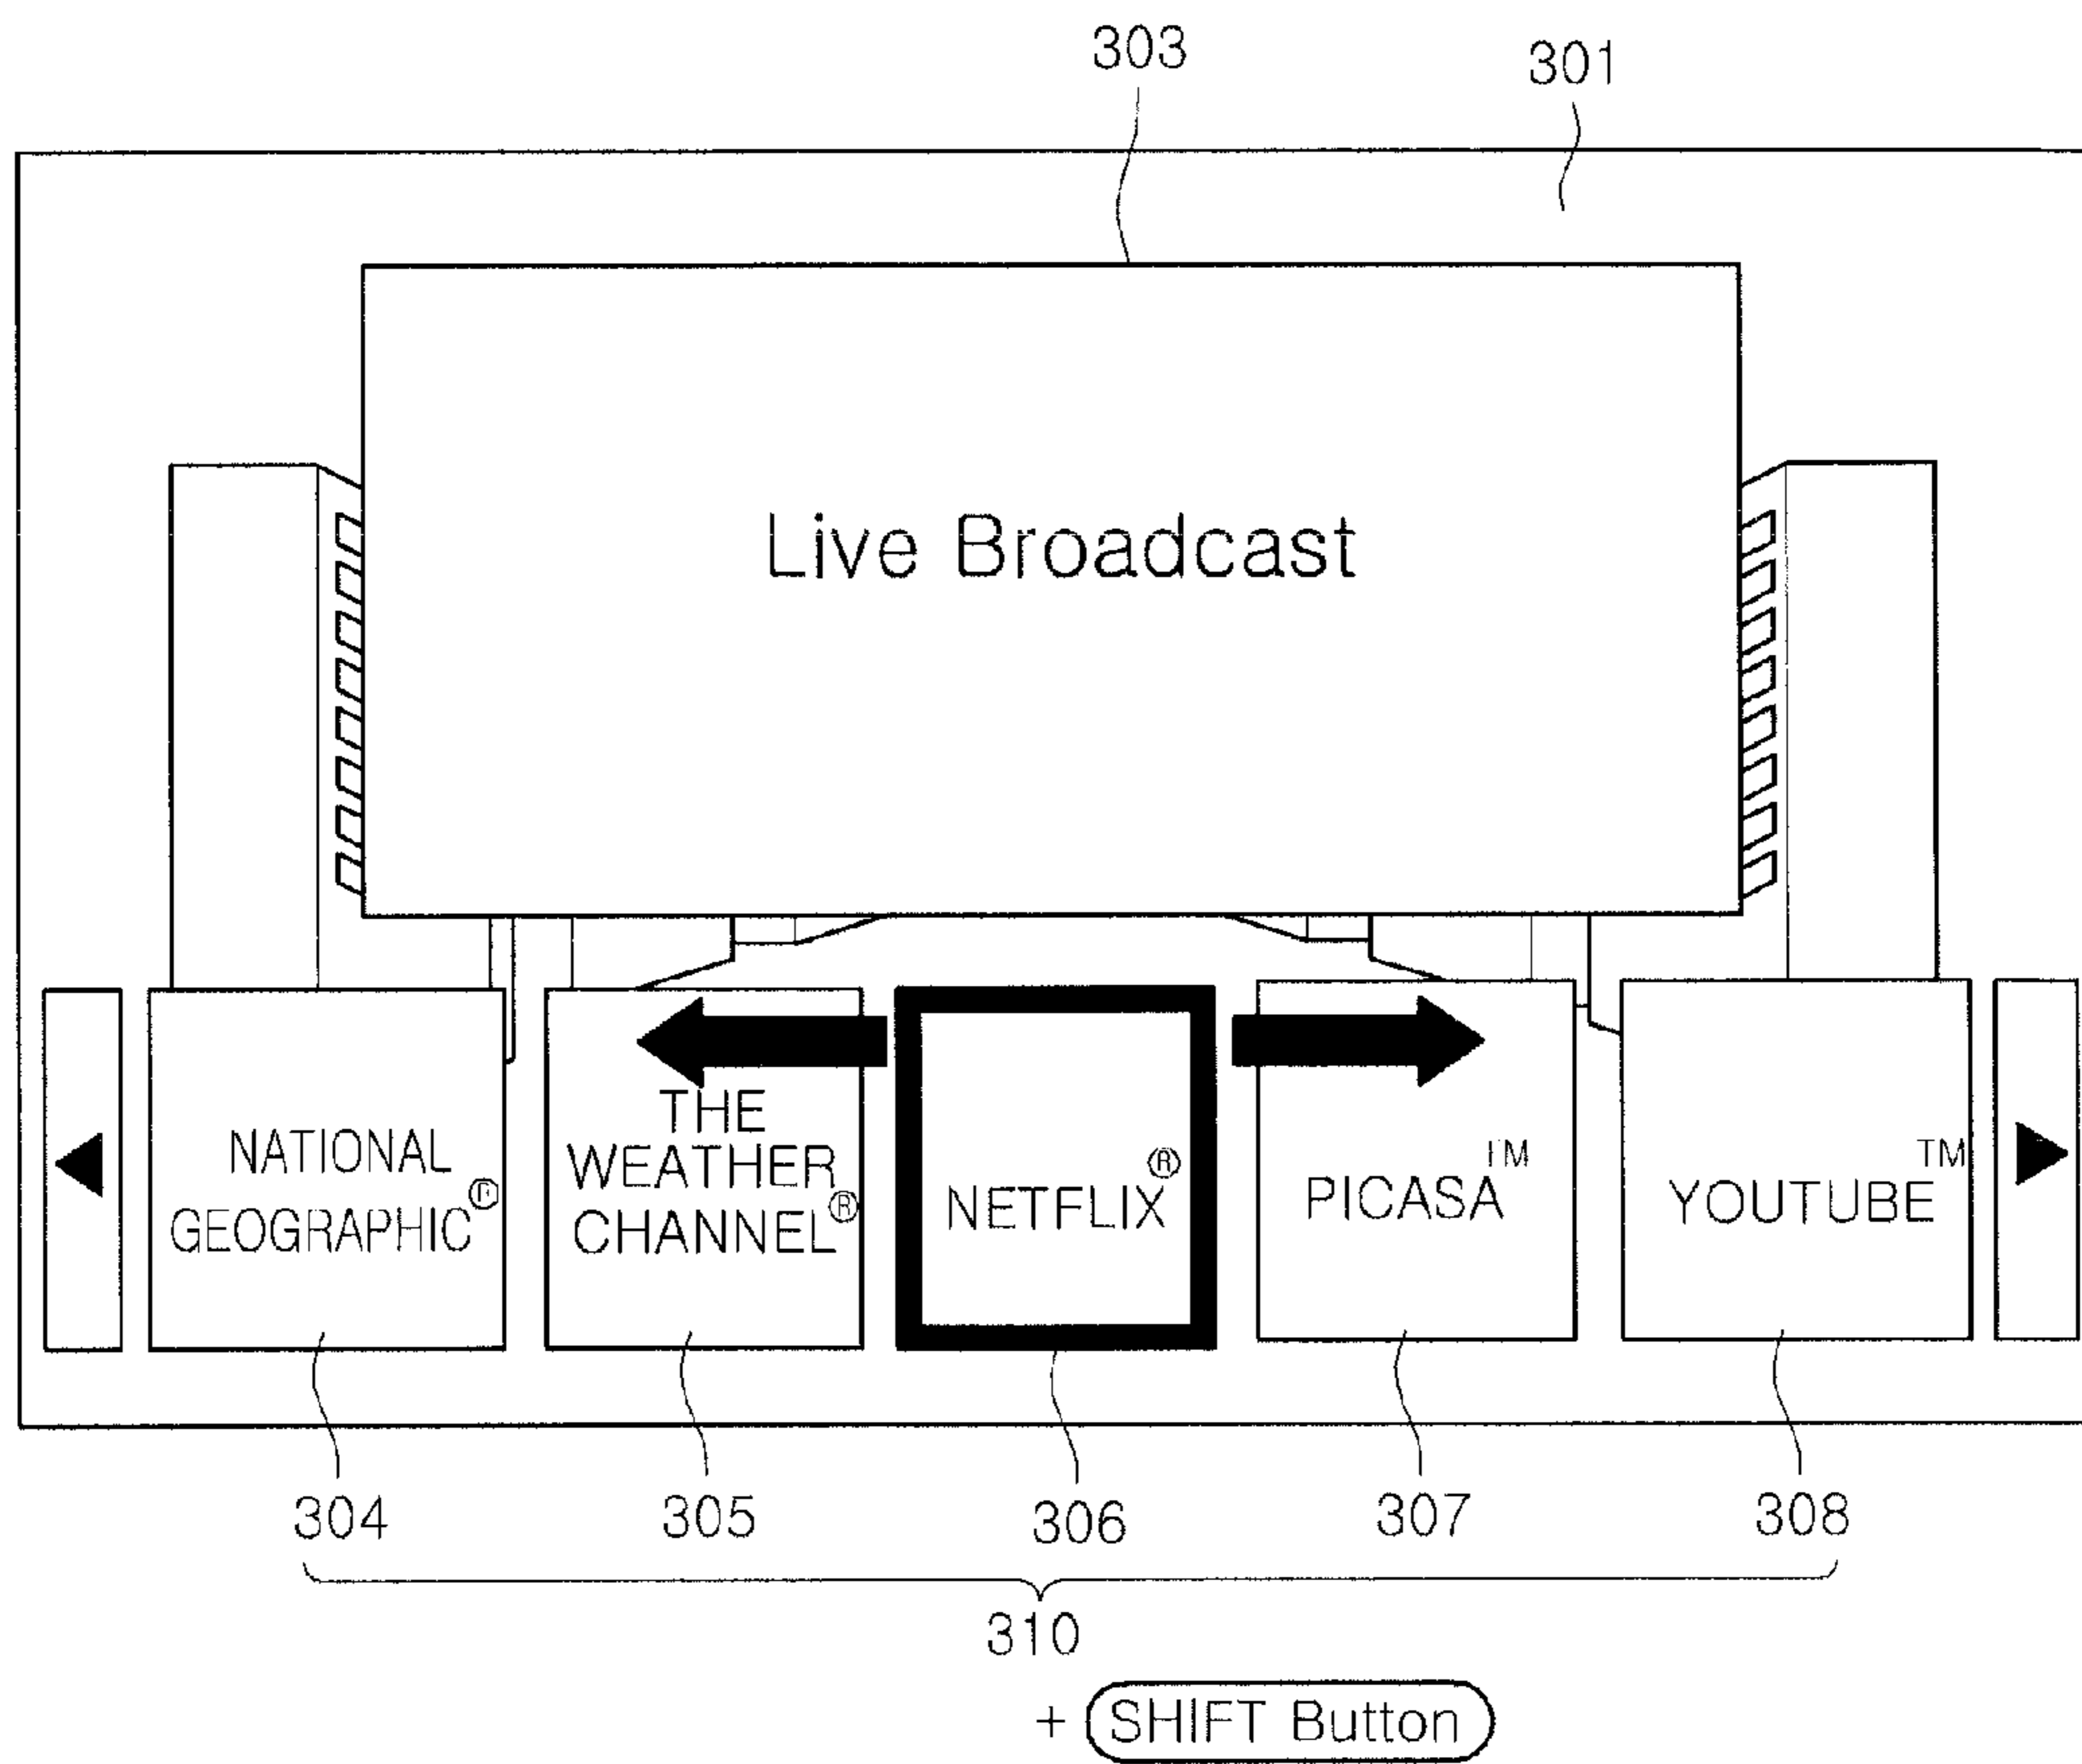 303
301
Live Broadcast
NATIONAL
GEOGRAPHIC®
THE
WEATHER
CHANNEL®
NETFLIX®
PICASA™
YOUTUBE™
304
305
306
307
308
310
+ SHIFT Button